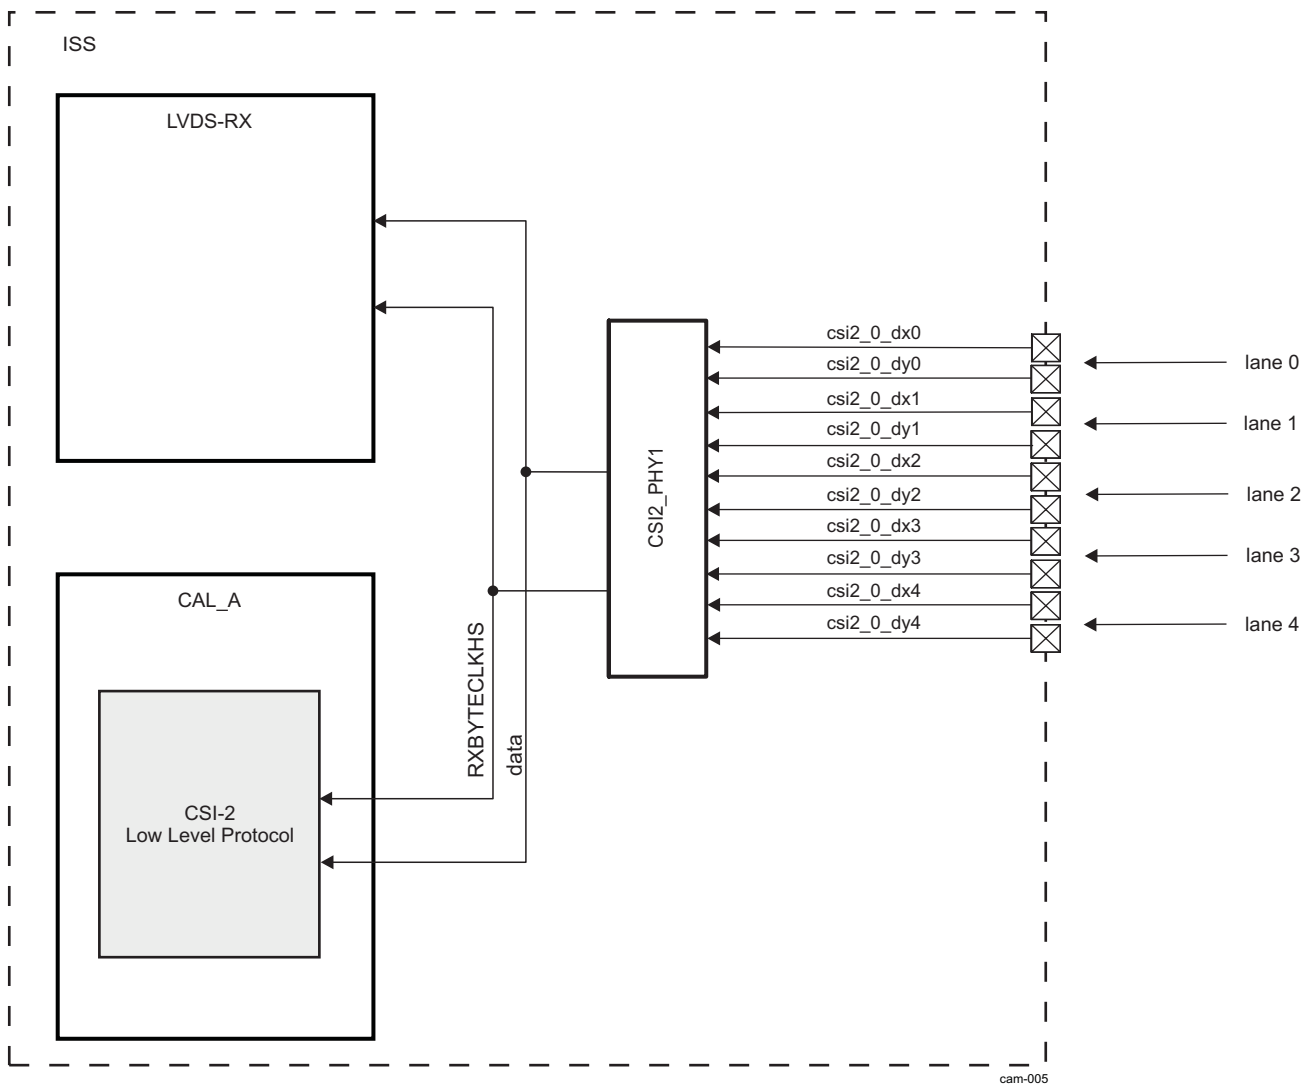 ISS
LVDS-RX
csi2_0_dx0
csi2_0_dy0
lane 0
csi2_0_dx1
lane 1
csi2_0_dy1
csi2_0_dx2
CSI2_PHY1
csi2_0_dy2
lane 2
csi2_0_dx3
csi2_0_dy3
lane 3
csi2_0_dx4
csi2_0_dy4
lane 4
CAL_A
RXBYTECLKHS
data
CSI-2
Low Level Protocol
cam-005